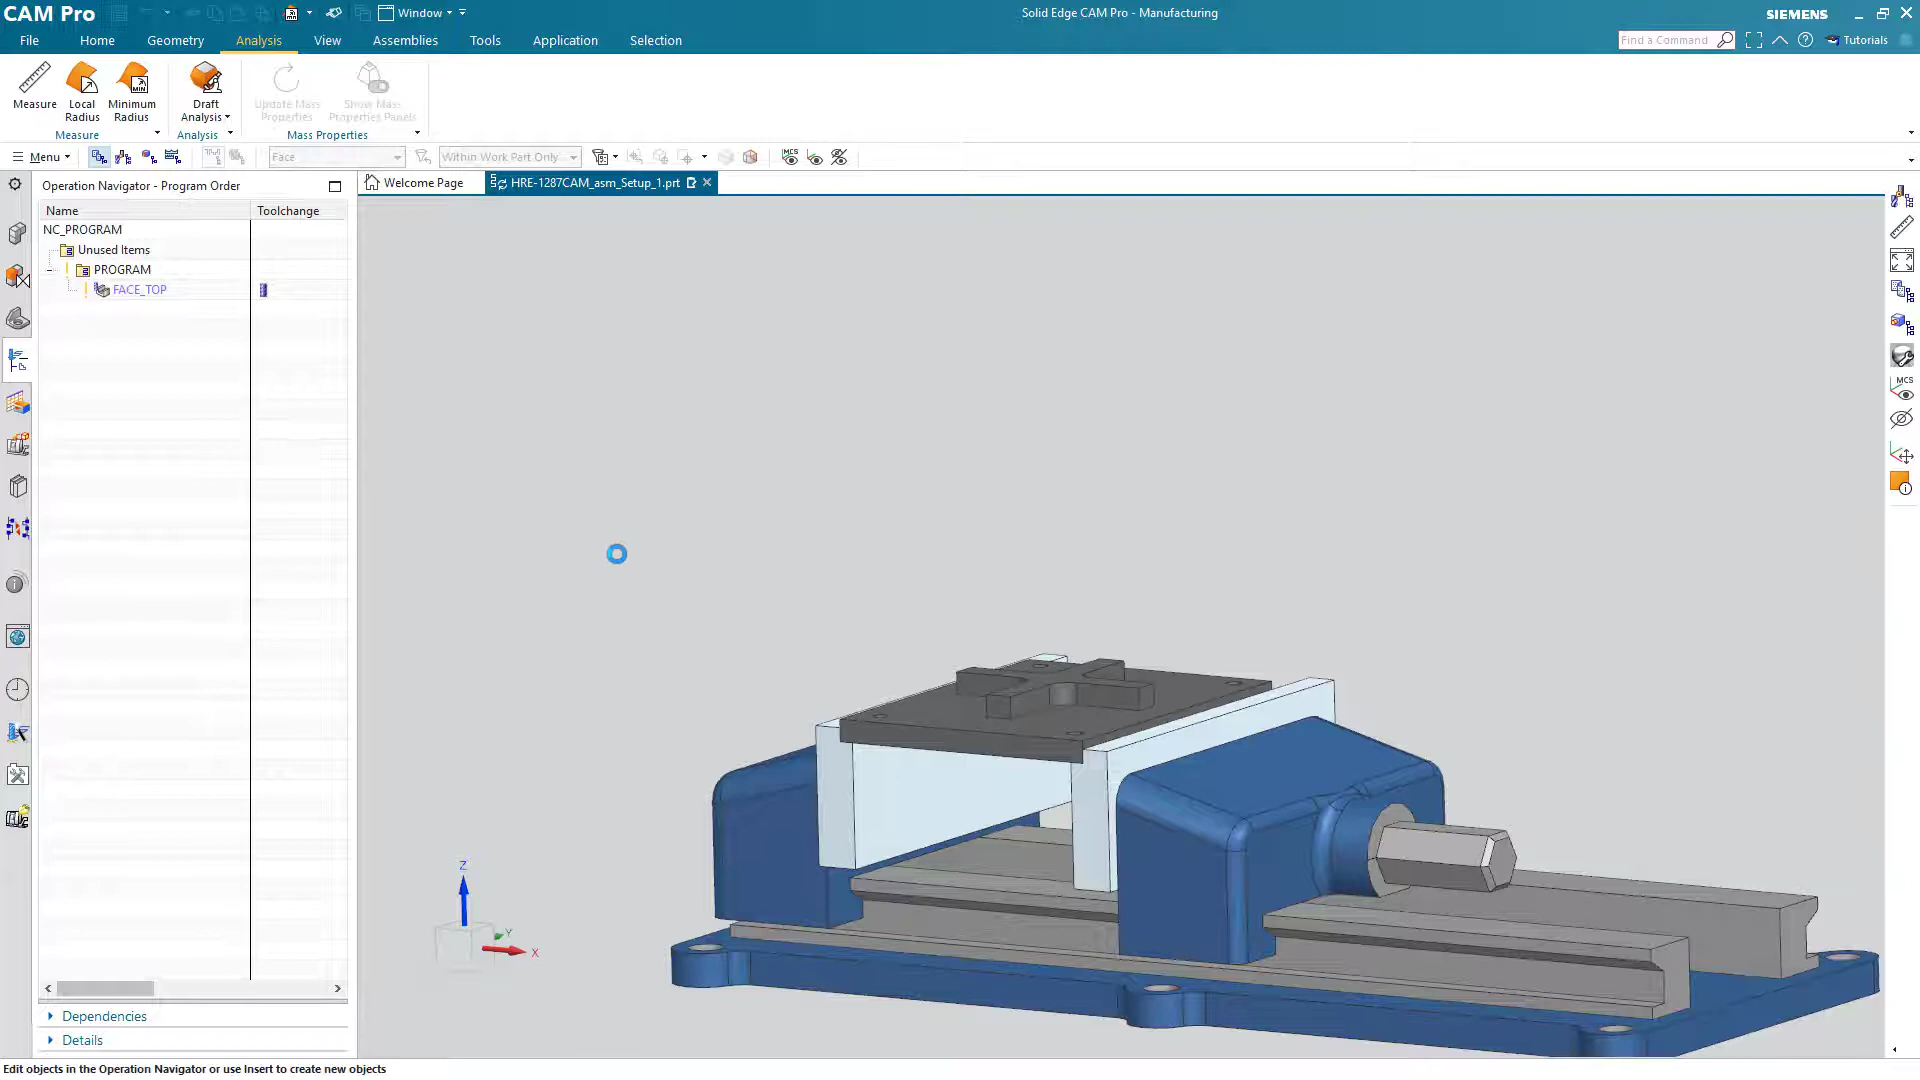 CAM Pro
Window
Solid Edge CAM Pro - Manufacturing
SIEMENS
File
Home
Geometry
Analysis
View
Assemblies
Tools
Application
Selection
Find a Command
Tutorials
Measure
Local
Radius
Minimum
Radius
Draft
Analysis
Update Mass
Properties
Show Mass
Properties Panels
Measure
Analysis
Mass Properties
Menu
Face
Within Work Part Only
MCS
Operation Navigator - Program Order
Welcome Page
HRE-1287CAM_asm_Setup_1.prt
Name
Toolchange
NC_PROGRAM
Unused Items
PROGRAM
FACE_TOP
MCS
Z
Y
X
Dependencies
Details
Edit objects in the Operation Navigator or use Insert to create new objects